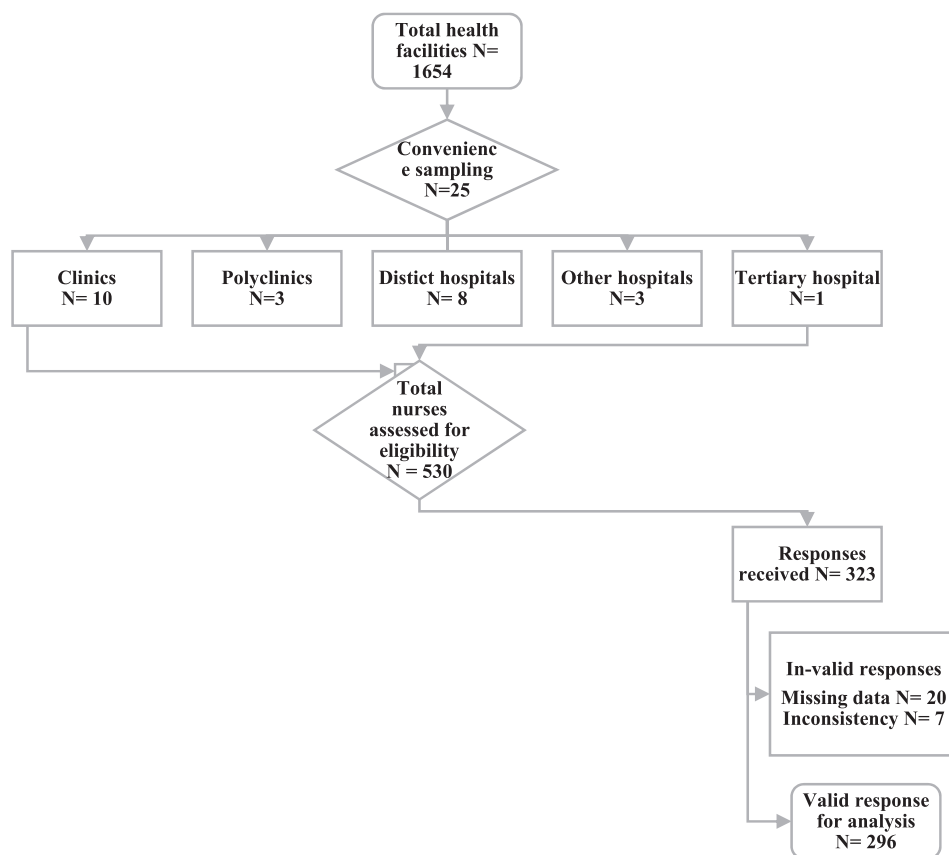 Total health
facilities N=
1654
Convenienc
e sampling
N=25
Clinics
N= 10
Polyclinics
N=3
Distict hospitals
N= 8
Other hospitals
N=3
Tertiary hospital
N=1
Total
nurses
assessed for
eligibility
N = 530
Responses
received N= 323
In-valid responses
Missing data N= 20
Inconsistency N= 7
Valid response
for analysis
N= 296